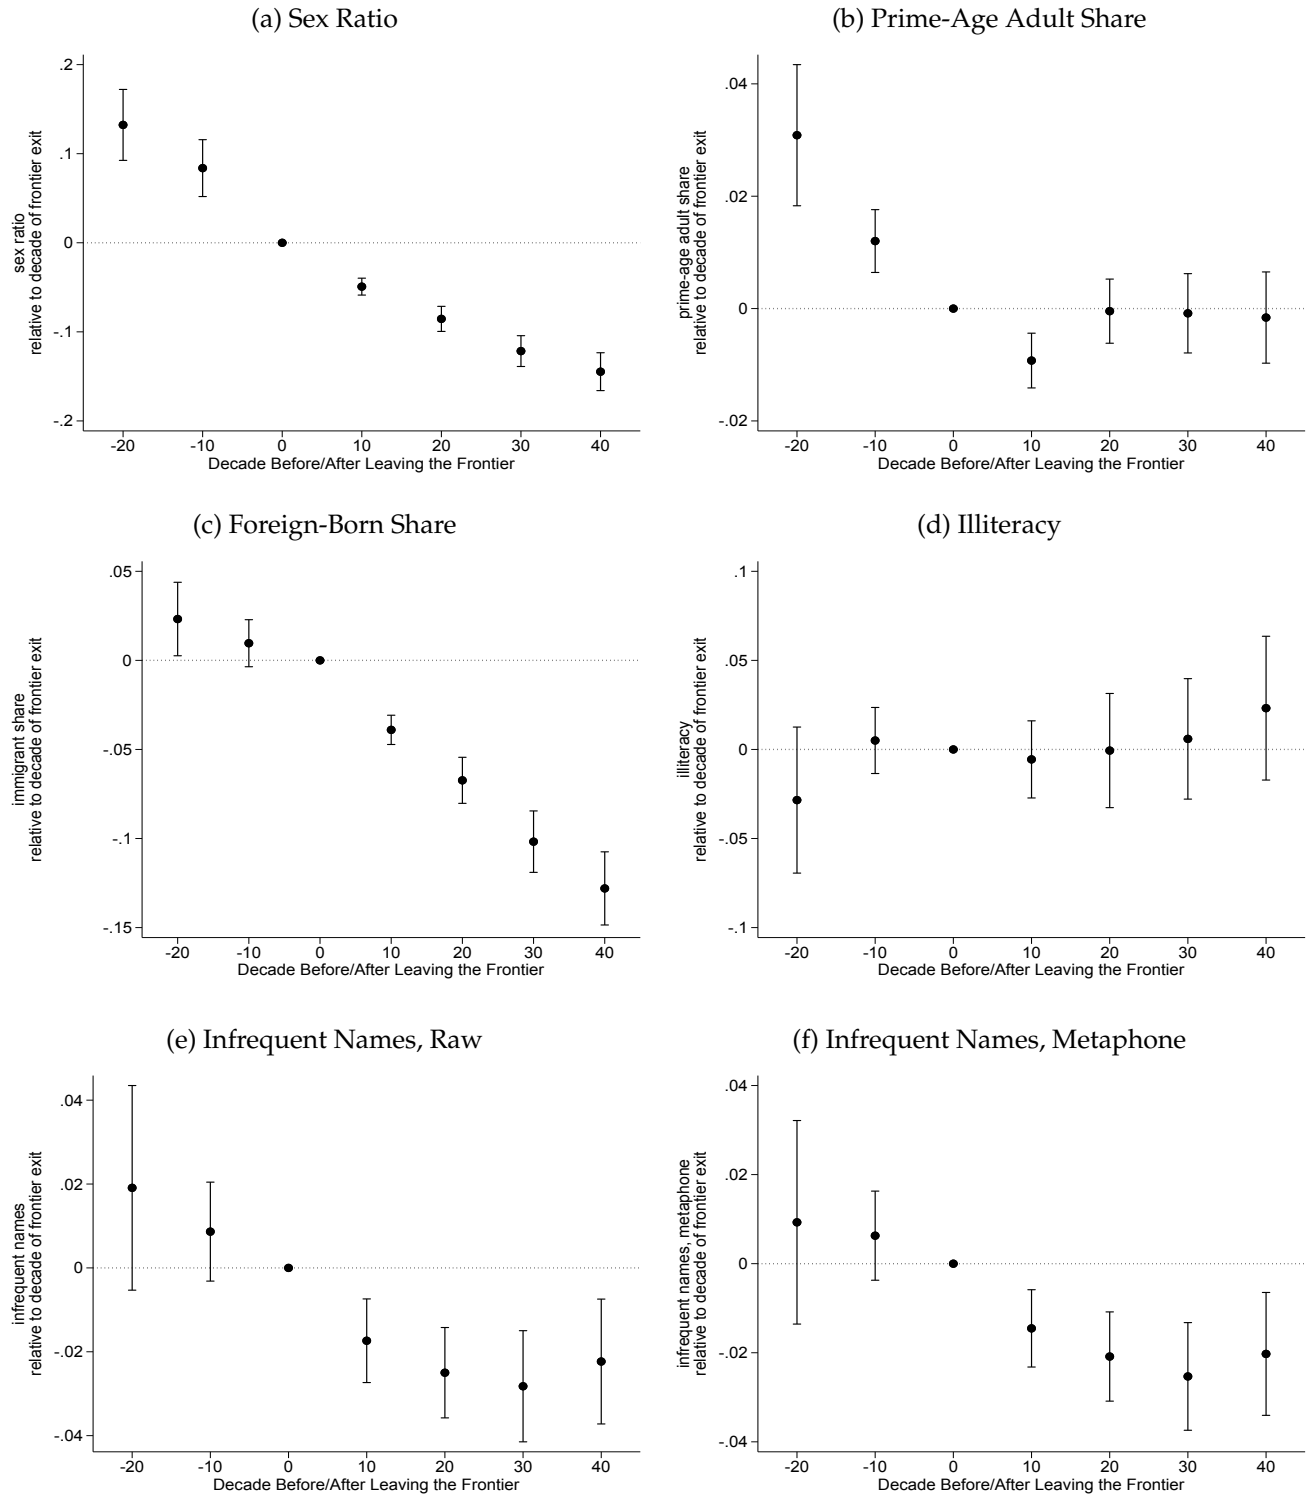 (a) Sex Ratio
sex ratio
relative to decade of frontier exit
.2
.1
0
-.1
-.2
-20 -10 0 10 20 30 40
Decade Before/After Leaving the Frontier
(b) Prime-Age Adult Share
prime-age adult share
relative to decade of frontier exit
.04
.02
0
-.02
-20 -10 0 10 20 30 40
Decade Before/After Leaving the Frontier
(c) Foreign-Born Share
immigrant share
relative to decade of frontier exit
.05
0
-.05
-.1
-.15
-20 -10 0 10 20 30 40
Decade Before/After Leaving the Frontier
(d) Illiteracy
illiteracy
relative to decade of frontier exit
.1
.05
0
-.05
-.1
-20 -10 0 10 20 30 40
Decade Before/After Leaving the Frontier
(e) Infrequent Names, Raw
infrequent names
relative to decade of frontier exit
.04
.02
0
-.02
-.04
-20 -10 0 10 20 30 40
Decade Before/After Leaving the Frontier
(f) Infrequent Names, Metaphone
infrequent names, metaphone
relative to decade of frontier exit
.04
.02
0
-.02
-.04
-20 -10 0 10 20 30 40
Decade Before/After Leaving the Frontier